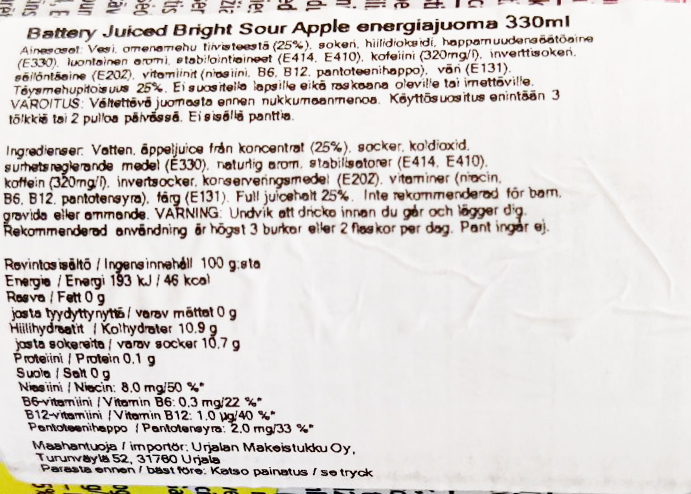 Battery Juiced Bright Sour Apple energiajuoma 330ml
Ainesosat: Vesi, omenamehu tiivisteestä (25%), sokeri, hiilidioksidi, happamuudensäätöaine
(E330), luontainen aromi, stabilointiaineet (E414, E410), kofeiini (320mg/l), inverttisokeri,
säilöntäaine (E202), vitamiinit (niasiini, B6, B12, pantoteenihappo), väri (E131).
Täysmehupitoisuus 25%. Ei suositella lapsille eikä raskaana oleville tai imettäville.
VAROITUS: Vältettävä juomasta ennen nukkumaanmenoa. Käyttösuositus enintään 3
tölkkiä tai 2 pulloa päivässä. Ei sisällä panttia.
Ingredienser: Vatten, äppeljuice från koncentrat (25%), socker, koldioxid,
surhetsreglerande medel (E330), naturlig arom, stabilisatorer (E414, E410),
koffein (320mg/l), invertsocker, konserveringsmedel (E202), vitaminer (niacin,
B6, B12, pantotensyra), färg (E131). Full juicehalt 25%. Inte rekommenderad för barn,
gravida eller ammande. VARNING: Undvik att dricka innan du går och lägger dig.
Rekommenderad användning är högst 3 burkar eller 2 flaskor per dag. Pant ingår ej.
Ravintosisältö / Ingensinnehåll 100 g:sta
Energia / Energi 193 kJ / 46 kcal
Rasva / Fett 0 g
josta tyydyttynyttä / varav mättat 0 g
Hiilihydraatit / Kolhydrater 10.9 g
josta sokereita / varav socker 10,7 g
Proteiini / Protein 0.1 g
Suola / Salt 0 g
Niasiini / Niacin: 8.0 mg/50 %*
B6-vitamiini / Vitamin B6: 0,3 mg/22 %*
B12-vitamiini / Vitamin B12: 1.0 µg/40 %*
Pantoteenihappo / Pantotensyra: 2.0 mg/33 %*
Maahantuoja / importör: Urjalan Makeistukku Oy,
Turunväylä 52, 31760 Urjala
Parasta ennen / bäst före: Katso painatus / se tryck